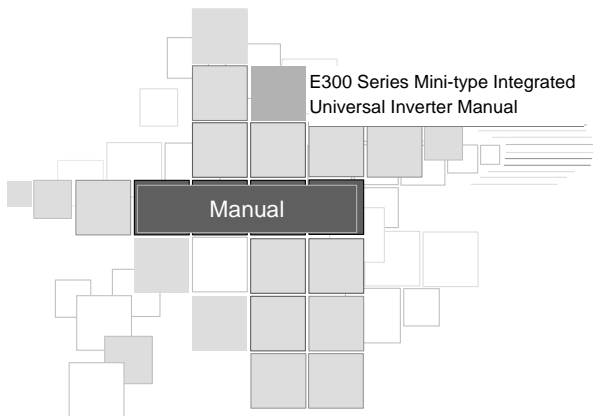 E300 Series Mini-type Integrated
Universal Inverter Manual
Manual